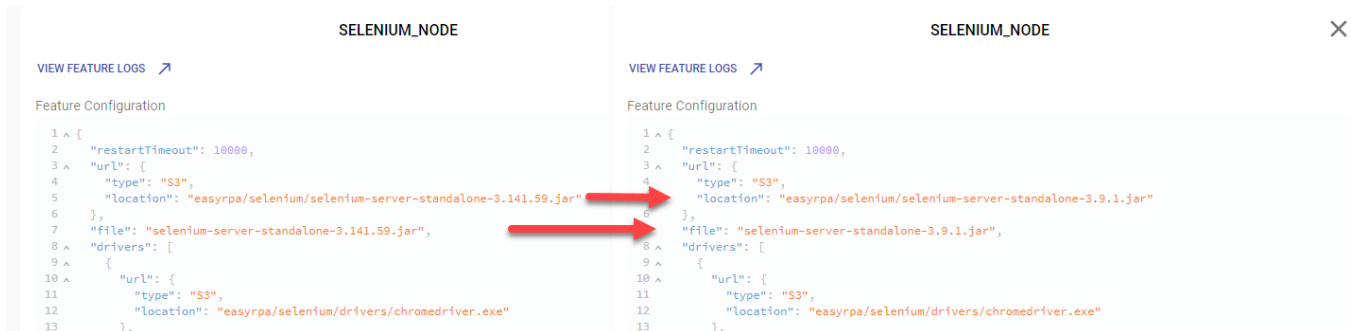 SELENIUM_NODE
VIEW FEATURE LOGS
Feature Configuration
1 {
2 "restartTimeout": 10000,
3 "url": {
4 "type": "S3",
5 "location": "easyrpa/selenium/selenium-server-standalone-3.141.59.jar"
6 },
7 "file": "selenium-server-standalone-3.141.59.jar",
8 "drivers": [
9 {
10 "url": {
11 "type": "S3",
12 "location": "easyrpa/selenium/drivers/chromedriver.exe"
13 },
SELENIUM_NODE
VIEW FEATURE LOGS
Feature Configuration
1 {
2 "restartTimeout": 10000,
3 "url": {
4 "type": "S3",
"location": "easyrpa/selenium/selenium-server-standalone-3.9.1.jar"
6 },
"file": "selenium-server-standalone-3.9.1.jar",
8 "drivers": [
9 {
10 "url": {
11 "type": "S3",
12 "location": "easyrpa/selenium/drivers/chromedriver.exe"
13 },